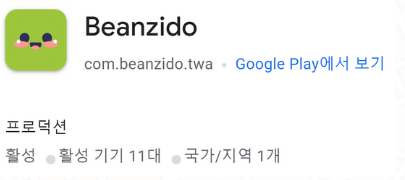 Beanzido
com.beanzido.twa • Google Play에서 보기
프로덕션
활성 ● 활성 기기 11대 ● 국가/지역 1개